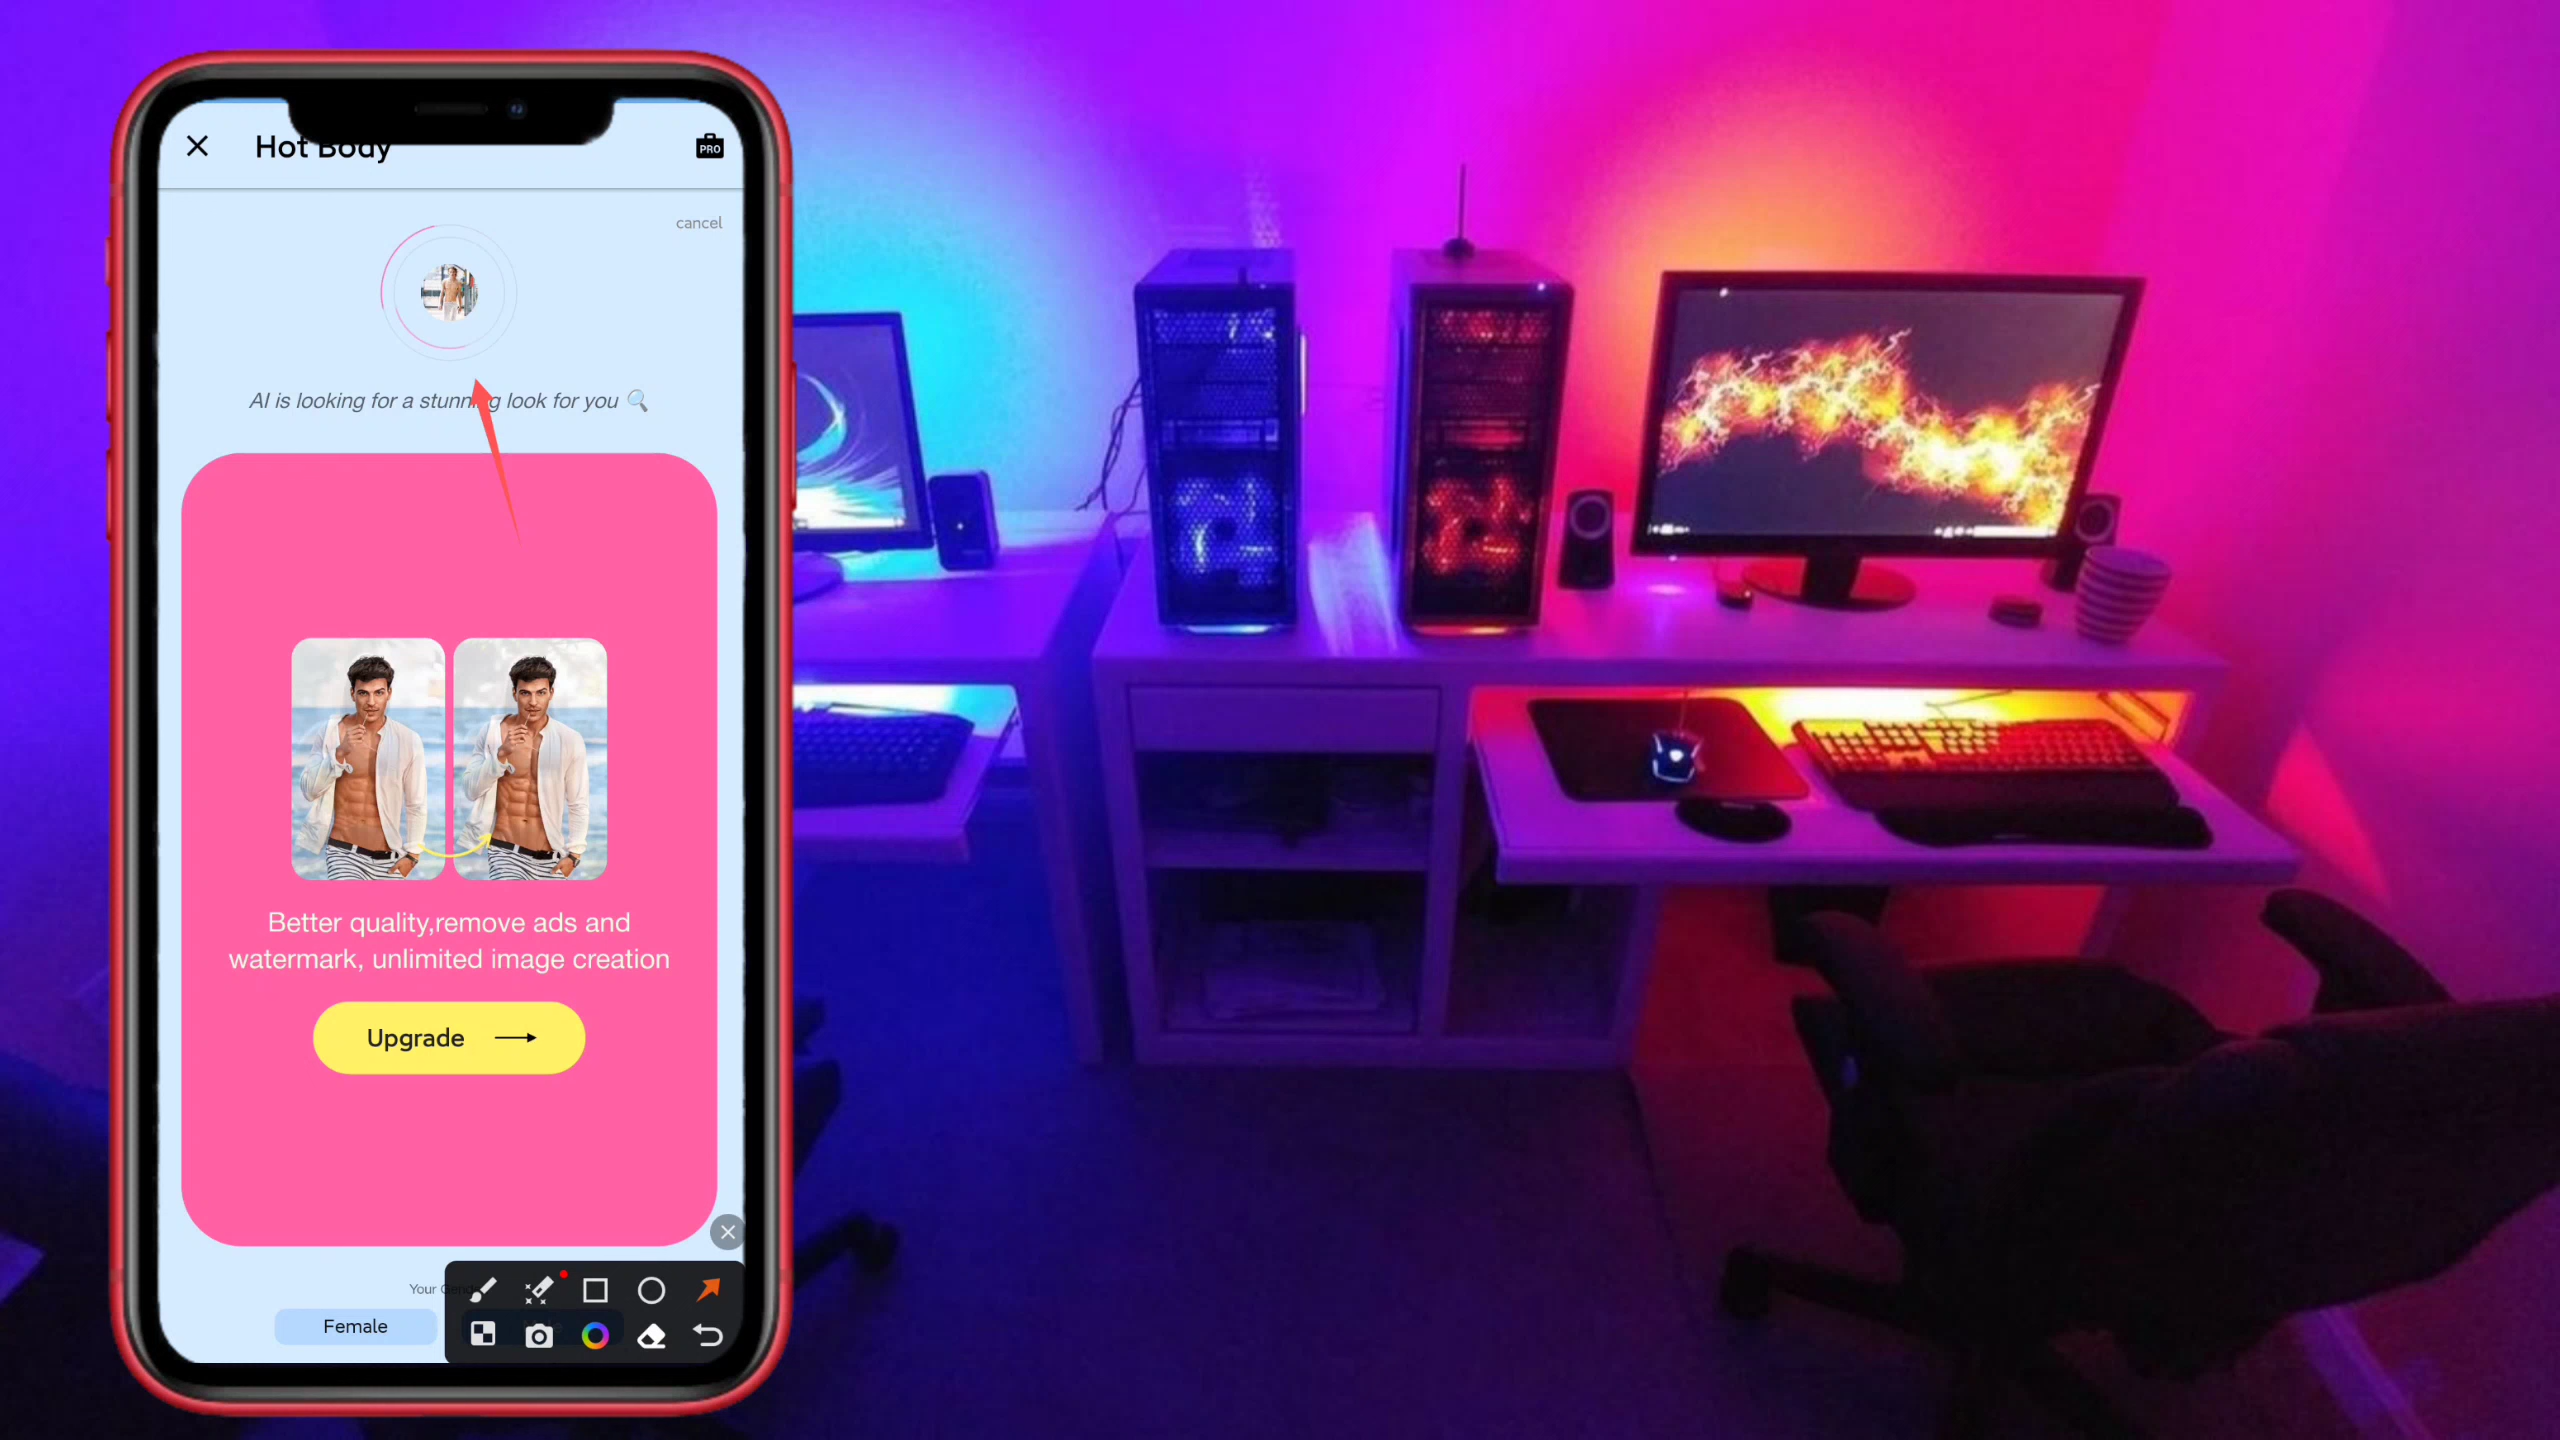 Hot Body
PRO
cancel
AI is looking for a stunning look for you
Better quality,remove ads and
watermark, unlimited image creation
Upgrade
Your
Female